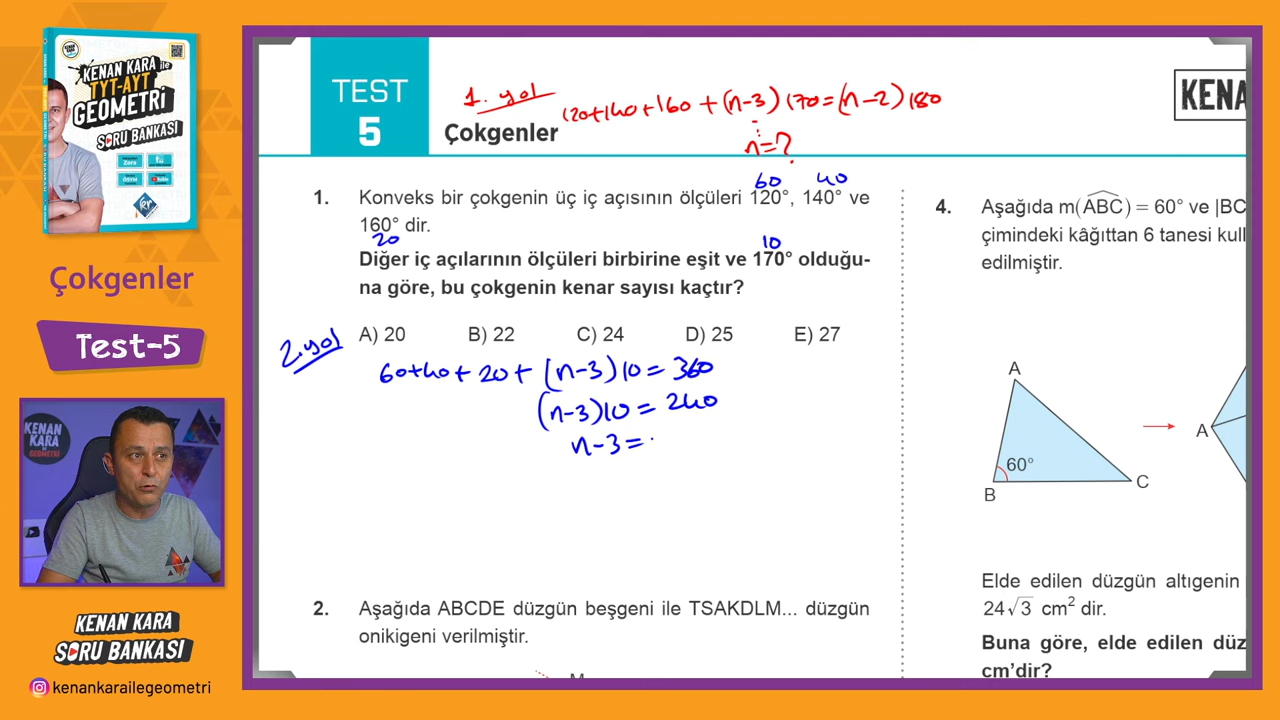 KENAN KARA ile
TYT-AYT
GEOMETRİ
SORU BANKASI
Çokgenler
Test-5
KENAN
KARA
ile
GEOMETRİ
KENAN KARA
SORU BANKASI
kenankarailegeometri
TEST
5
Çokgenler
1. yol
120+140+160+(n-3)170=(n-2)180
n=?
KENA
60 40
1. Konveks bir çokgenin üç iç açısının ölçüleri 120°, 140° ve
160° dir.
20 10
Diğer iç açılarının ölçüleri birbirine eşit ve 170° olduğu-
na göre, bu çokgenin kenar sayısı kaçtır?
A) 20 B) 22 C) 24 D) 25 E) 27
2. yol
60+40+20+(n-3)10=360
(n-3)10=240
n-3=
2. Aşağıda ABCDE düzgün beşgeni ile TSAKDLM... düzgün
onikigeni verilmiştir.
M
4. Aşağıda m(ABC) = 60° ve |BC
çimindeki kâğıttan 6 tanesi kull
edilmiştir.
A
A
60°
B
C
Elde edilen düzgün altıgenin
24√3 cm² dir.
Buna göre, elde edilen düz
cm'dir?